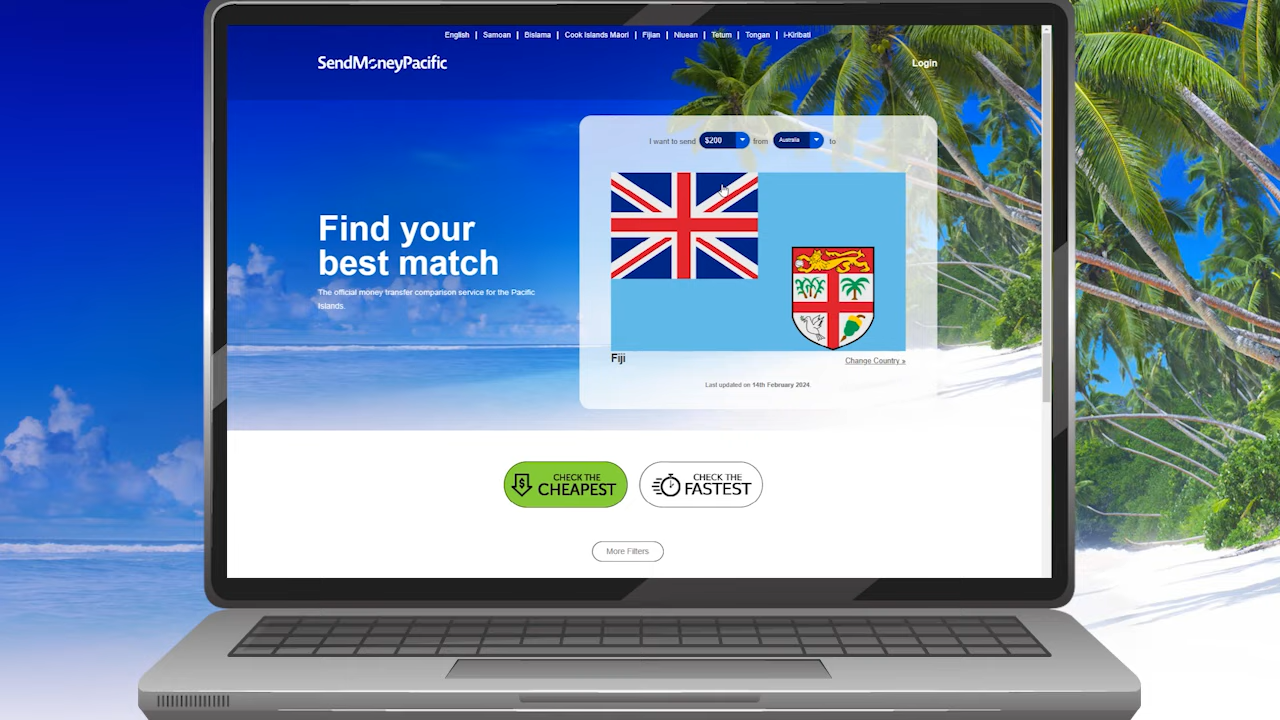 English | Samoan | Bislama | Cook Islands Māori | Fijian | Niuean | Tetum | Tongan | I-Kiribati
SendMoneyPacific
Login
I want to send $200 from Australia to
Find your
best match
The official money transfer comparison service for the Pacific
Islands.
Fiji
Change Country »
Last updated on 14th February 2024.
CHECK THE
CHEAPEST
CHECK THE
FASTEST
More Filters